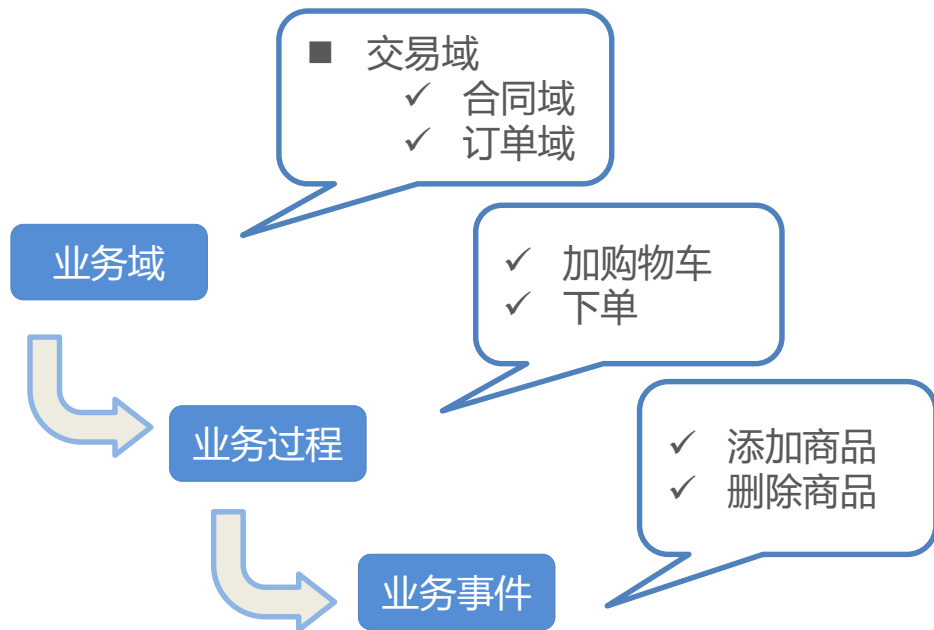 ■ 交易域
✓ 合同域
✓ 订单域
业务域
✓ 加购物车
✓ 下单
业务过程
✓ 添加商品
✓ 删除商品
业务事件